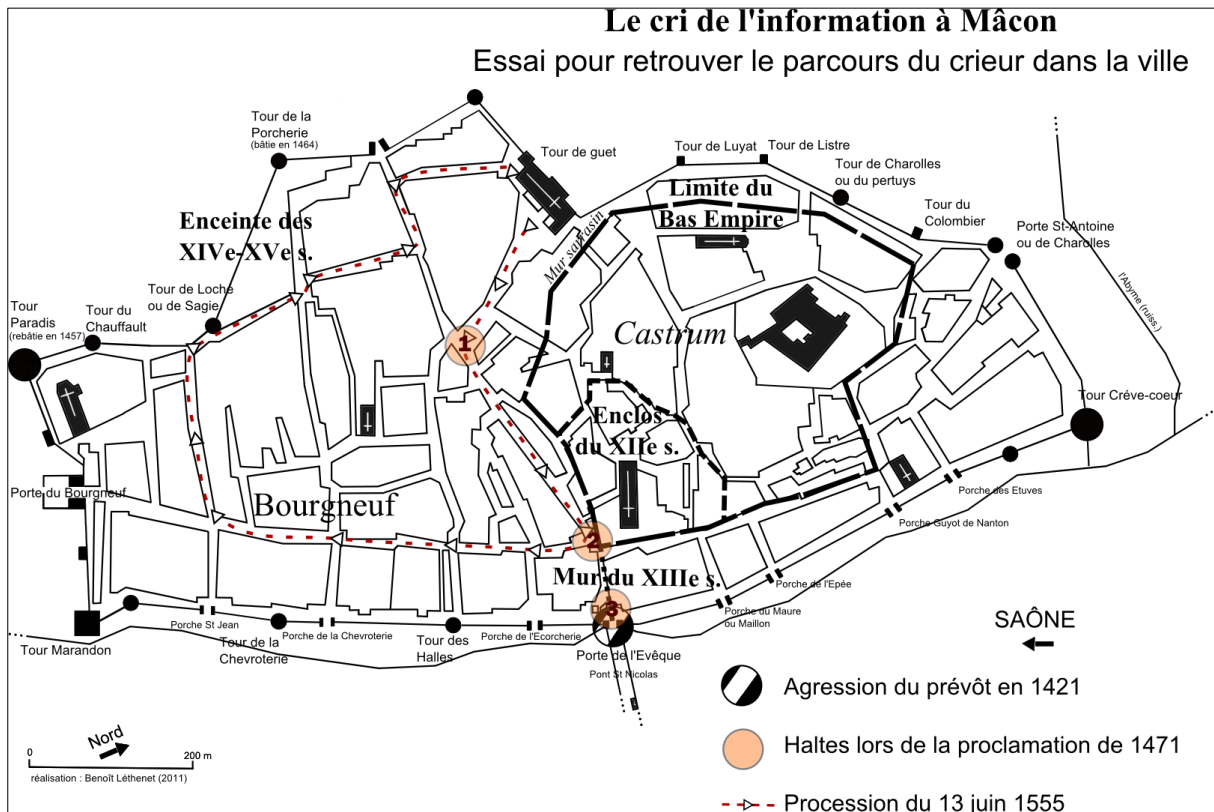 Le cri de l'information à Mâcon
Essai pour retrouver le parcours du crieur dans la ville
Tour de la
Porcherie
(bâtie en 1464)
Tour de guet
Tour de Luyat
Tour de Listre
Tour de Charolles
ou du pertuys
Tour du
Colombier
Porte St-Antoine
ou de Charolles
Limite du
Bas Empire
Enceinte des
XIVe-XVe s.
Mur sarrasin
l'Abyme (ruiss.)
Tour de Loche
ou de Sagie
Tour
Paradis
(rebâtie en 1457)
Tour du
Chauffault
1
Castrum
Tour Créve-coeur
Enclos
du XIIe s.
Porte du Bourgneuf
Bourgneuf
Porche des Etuves
Porche Guyot de Nanton
2
Mur du XIIIe s.
Porche de l'Epée
3
Porche du Maure
ou Maillon
Porche St Jean
Tour de la
Chevroterie
Porche de la Chevroterie
Tour des
Halles
Porche de l'Ecorcherie
Tour Marandon
Porte de l'Evêque
Pont St Nicolas
SAÔNE
Agression du prévôt en 1421
Haltes lors de la proclamation de 1471
Procession du 13 juin 1555
Nord
0
200 m
réalisation : Benoît Léthenet (2011)